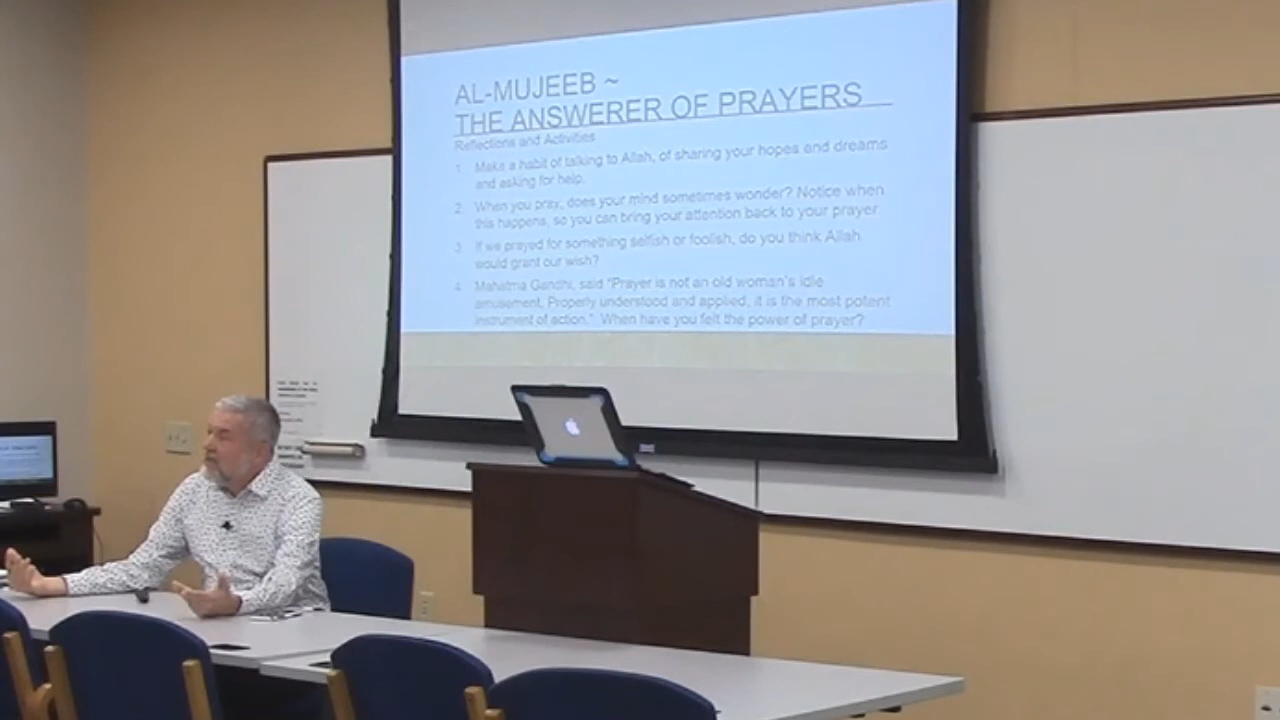 AL-MUJEEB ~
THE ANSWERER OF PRAYERS
Reflections and Activities
1. Make a habit of talking to Allah, of sharing your hopes and dreams
and asking for help.
2. When you pray, does your mind sometimes wonder? Notice when
this happens, so you can bring your attention back to your prayer
3. If we prayed for something selfish or foolish, do you think Allah
would grant our wish?
4. Mahatma Gandhi, said "Prayer is not an old woman's idle
amusement, Properly understood and applied, it is the most potent
instrument of action." When have you felt the power of prayer?